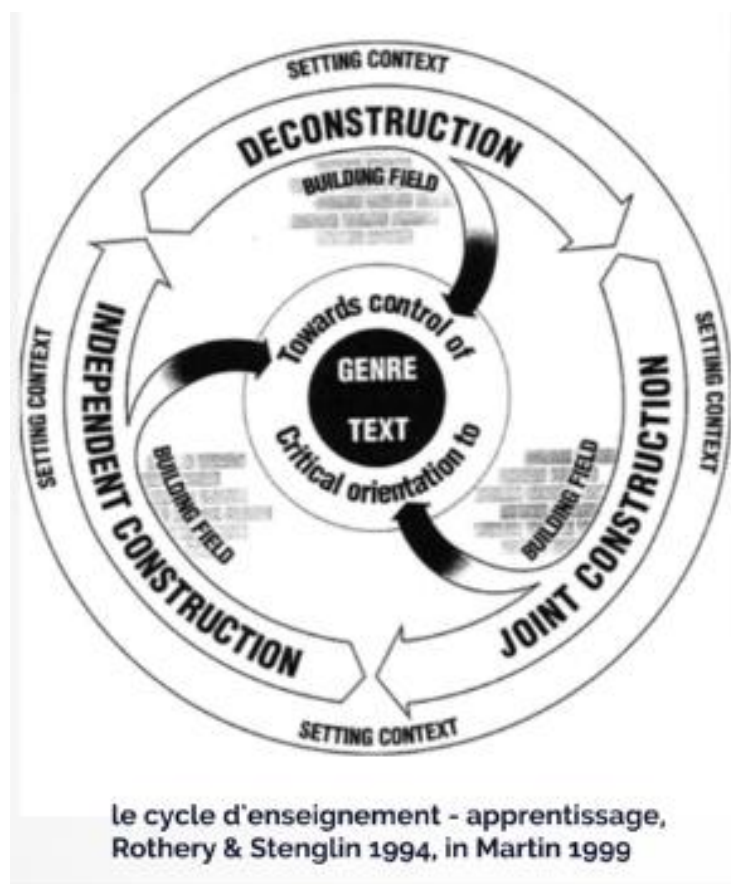 SETTING CONTEXT
DECONSTRUCTION
BUILDING FIELD
Towards control of
GENRE
TEXT
Critical orientation to
SETTING CONTEXT
INDEPENDENT CONSTRUCTION
BUILDING FIELD
BUILDING FIELD
JOINT CONSTRUCTION
SETTING CONTEXT
SETTING CONTEXT
le cycle d'enseignement - apprentissage,
Rothery & Stenglin 1994, in Martin 1999